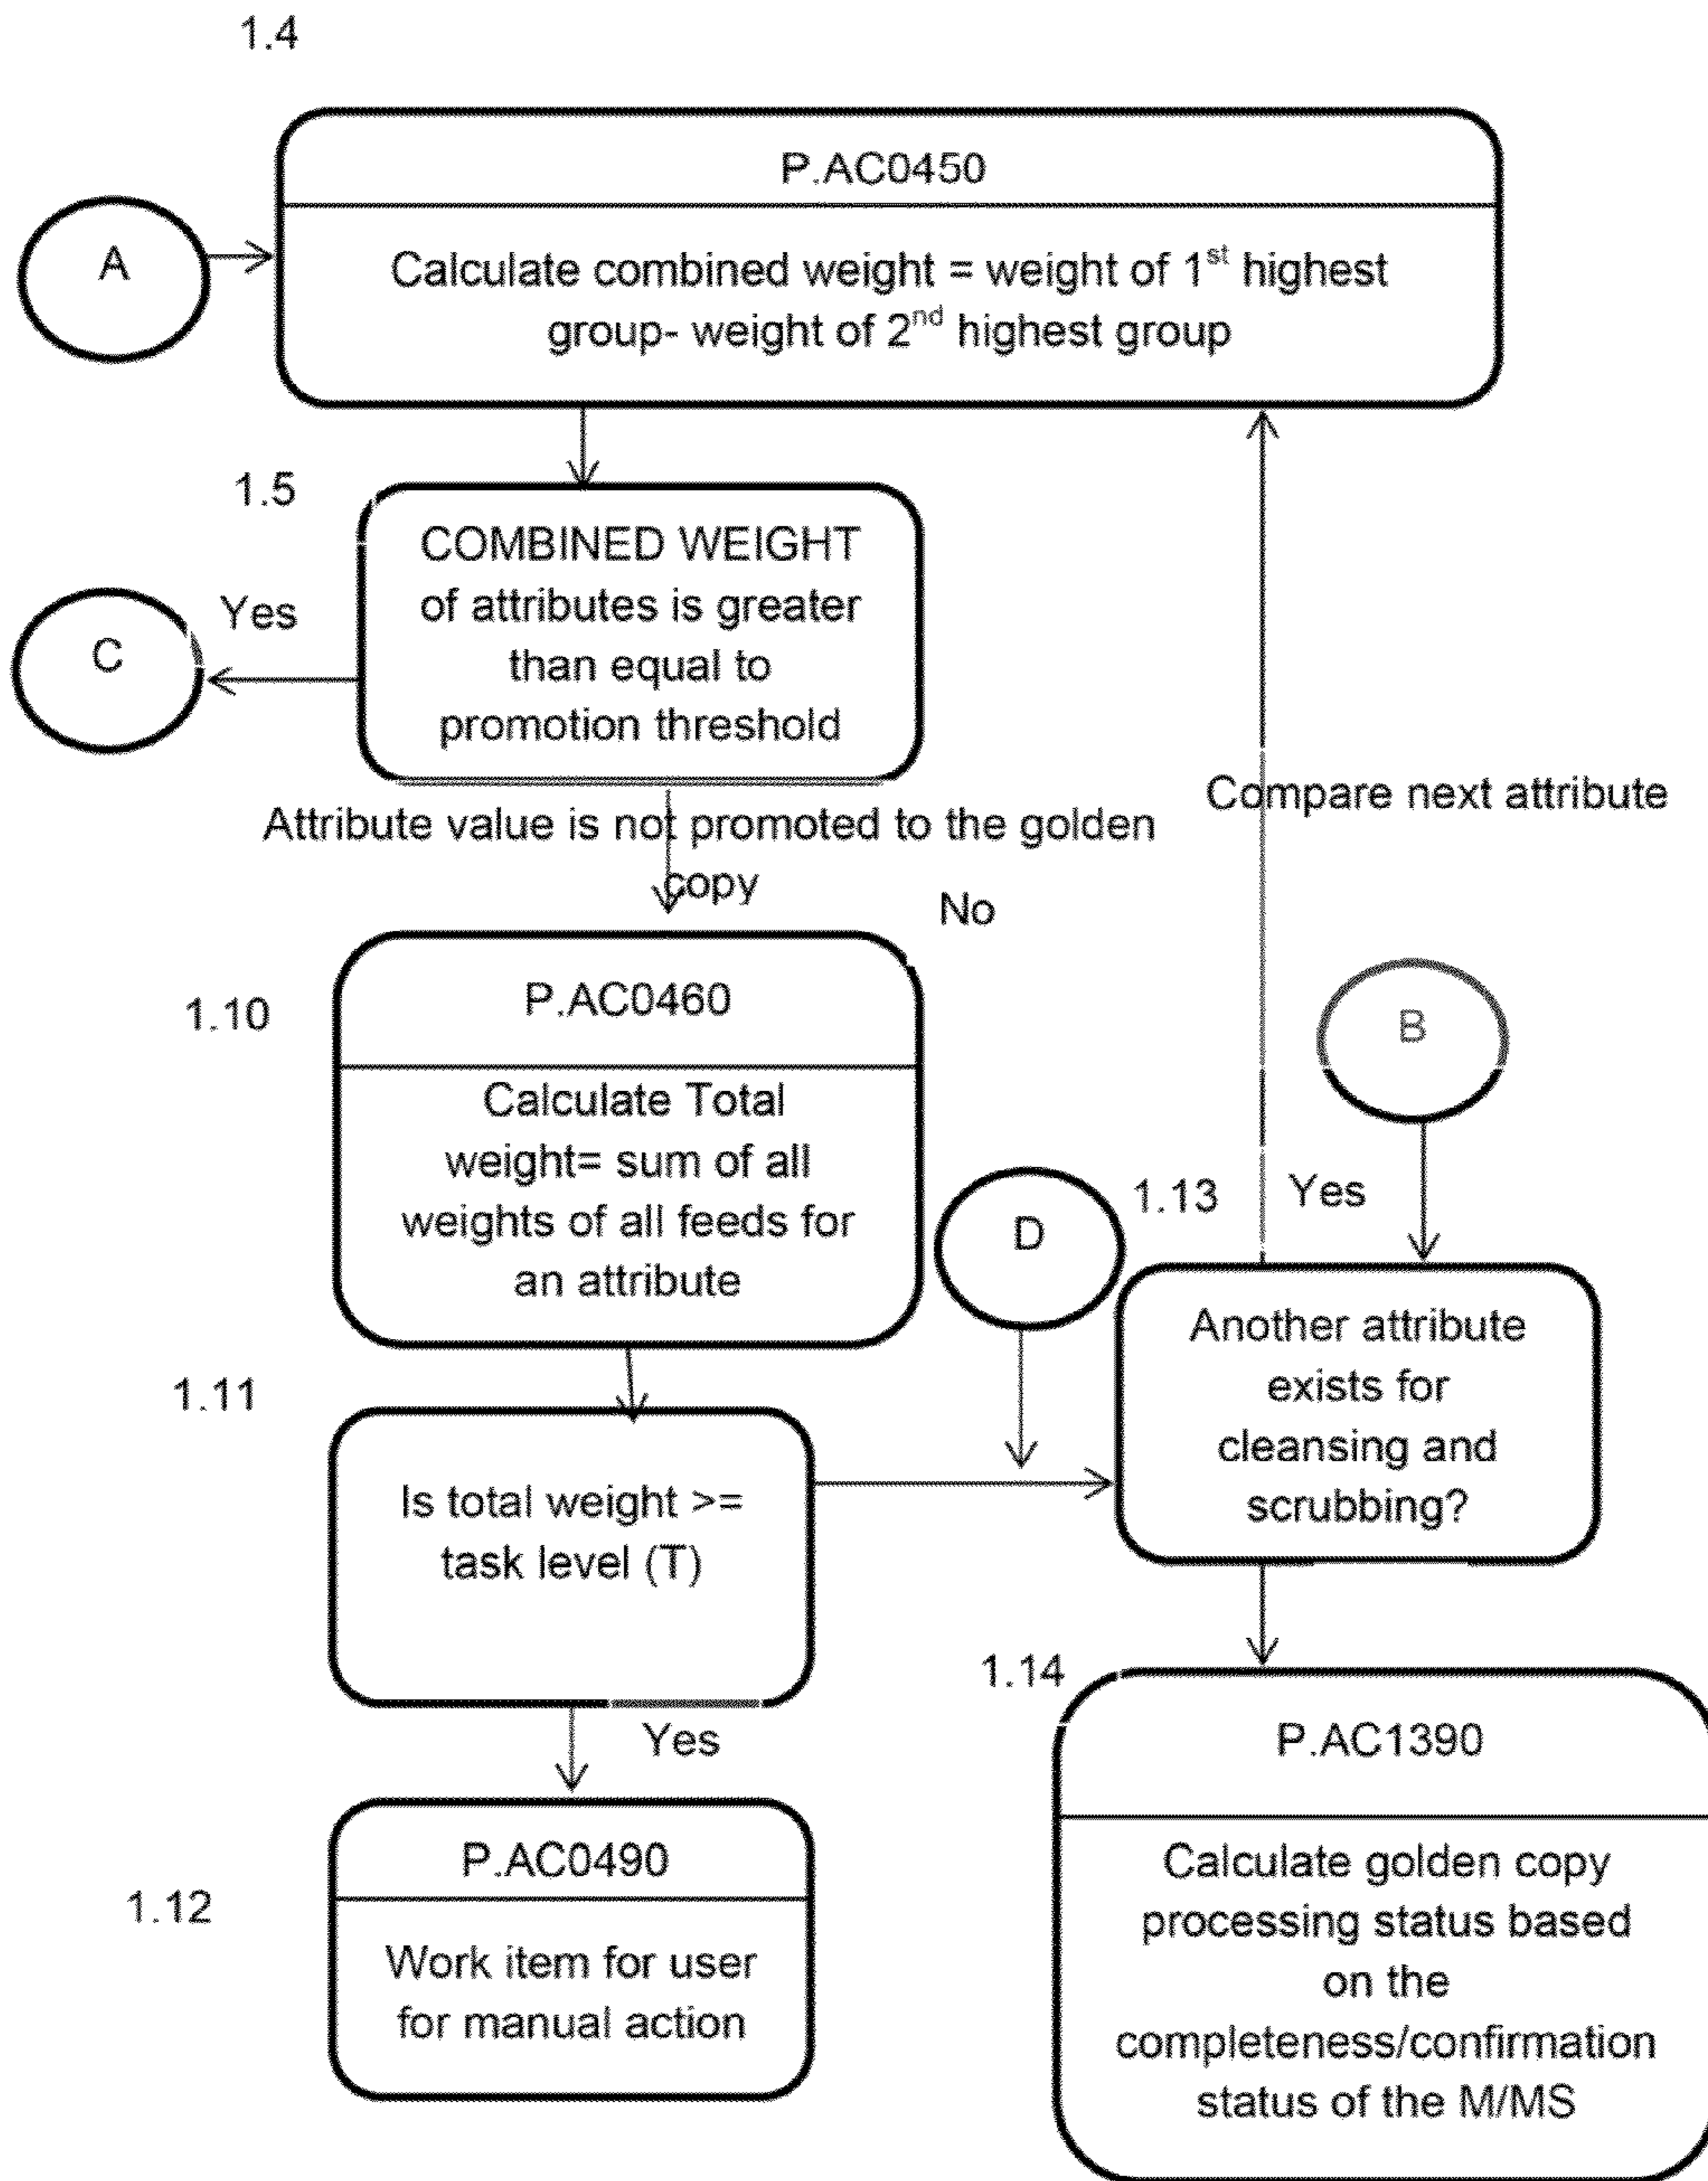 1.4
P.AC0450
A
Calculate combined weight = weight of 1st highest
group- weight of 2nd highest group
1.5
COMBINED WEIGHT
of attributes is greater
than equal to
promotion threshold
Yes
C
Compare next attribute
Attribute value is not promoted to the golden
copy
No
1.10
P.AC0460
Calculate Total
weight= sum of all
weights of all feeds for
an attribute
B
D
1.13
Yes
Another attribute
exists for
cleansing and
scrubbing?
1.11
Is total weight >=
task level (T)
Yes
1.14
P.AC1390
Calculate golden copy
processing status based
on the
completeness/confirmation
status of the M/MS
1.12
P.AC0490
Work item for user
for manual action